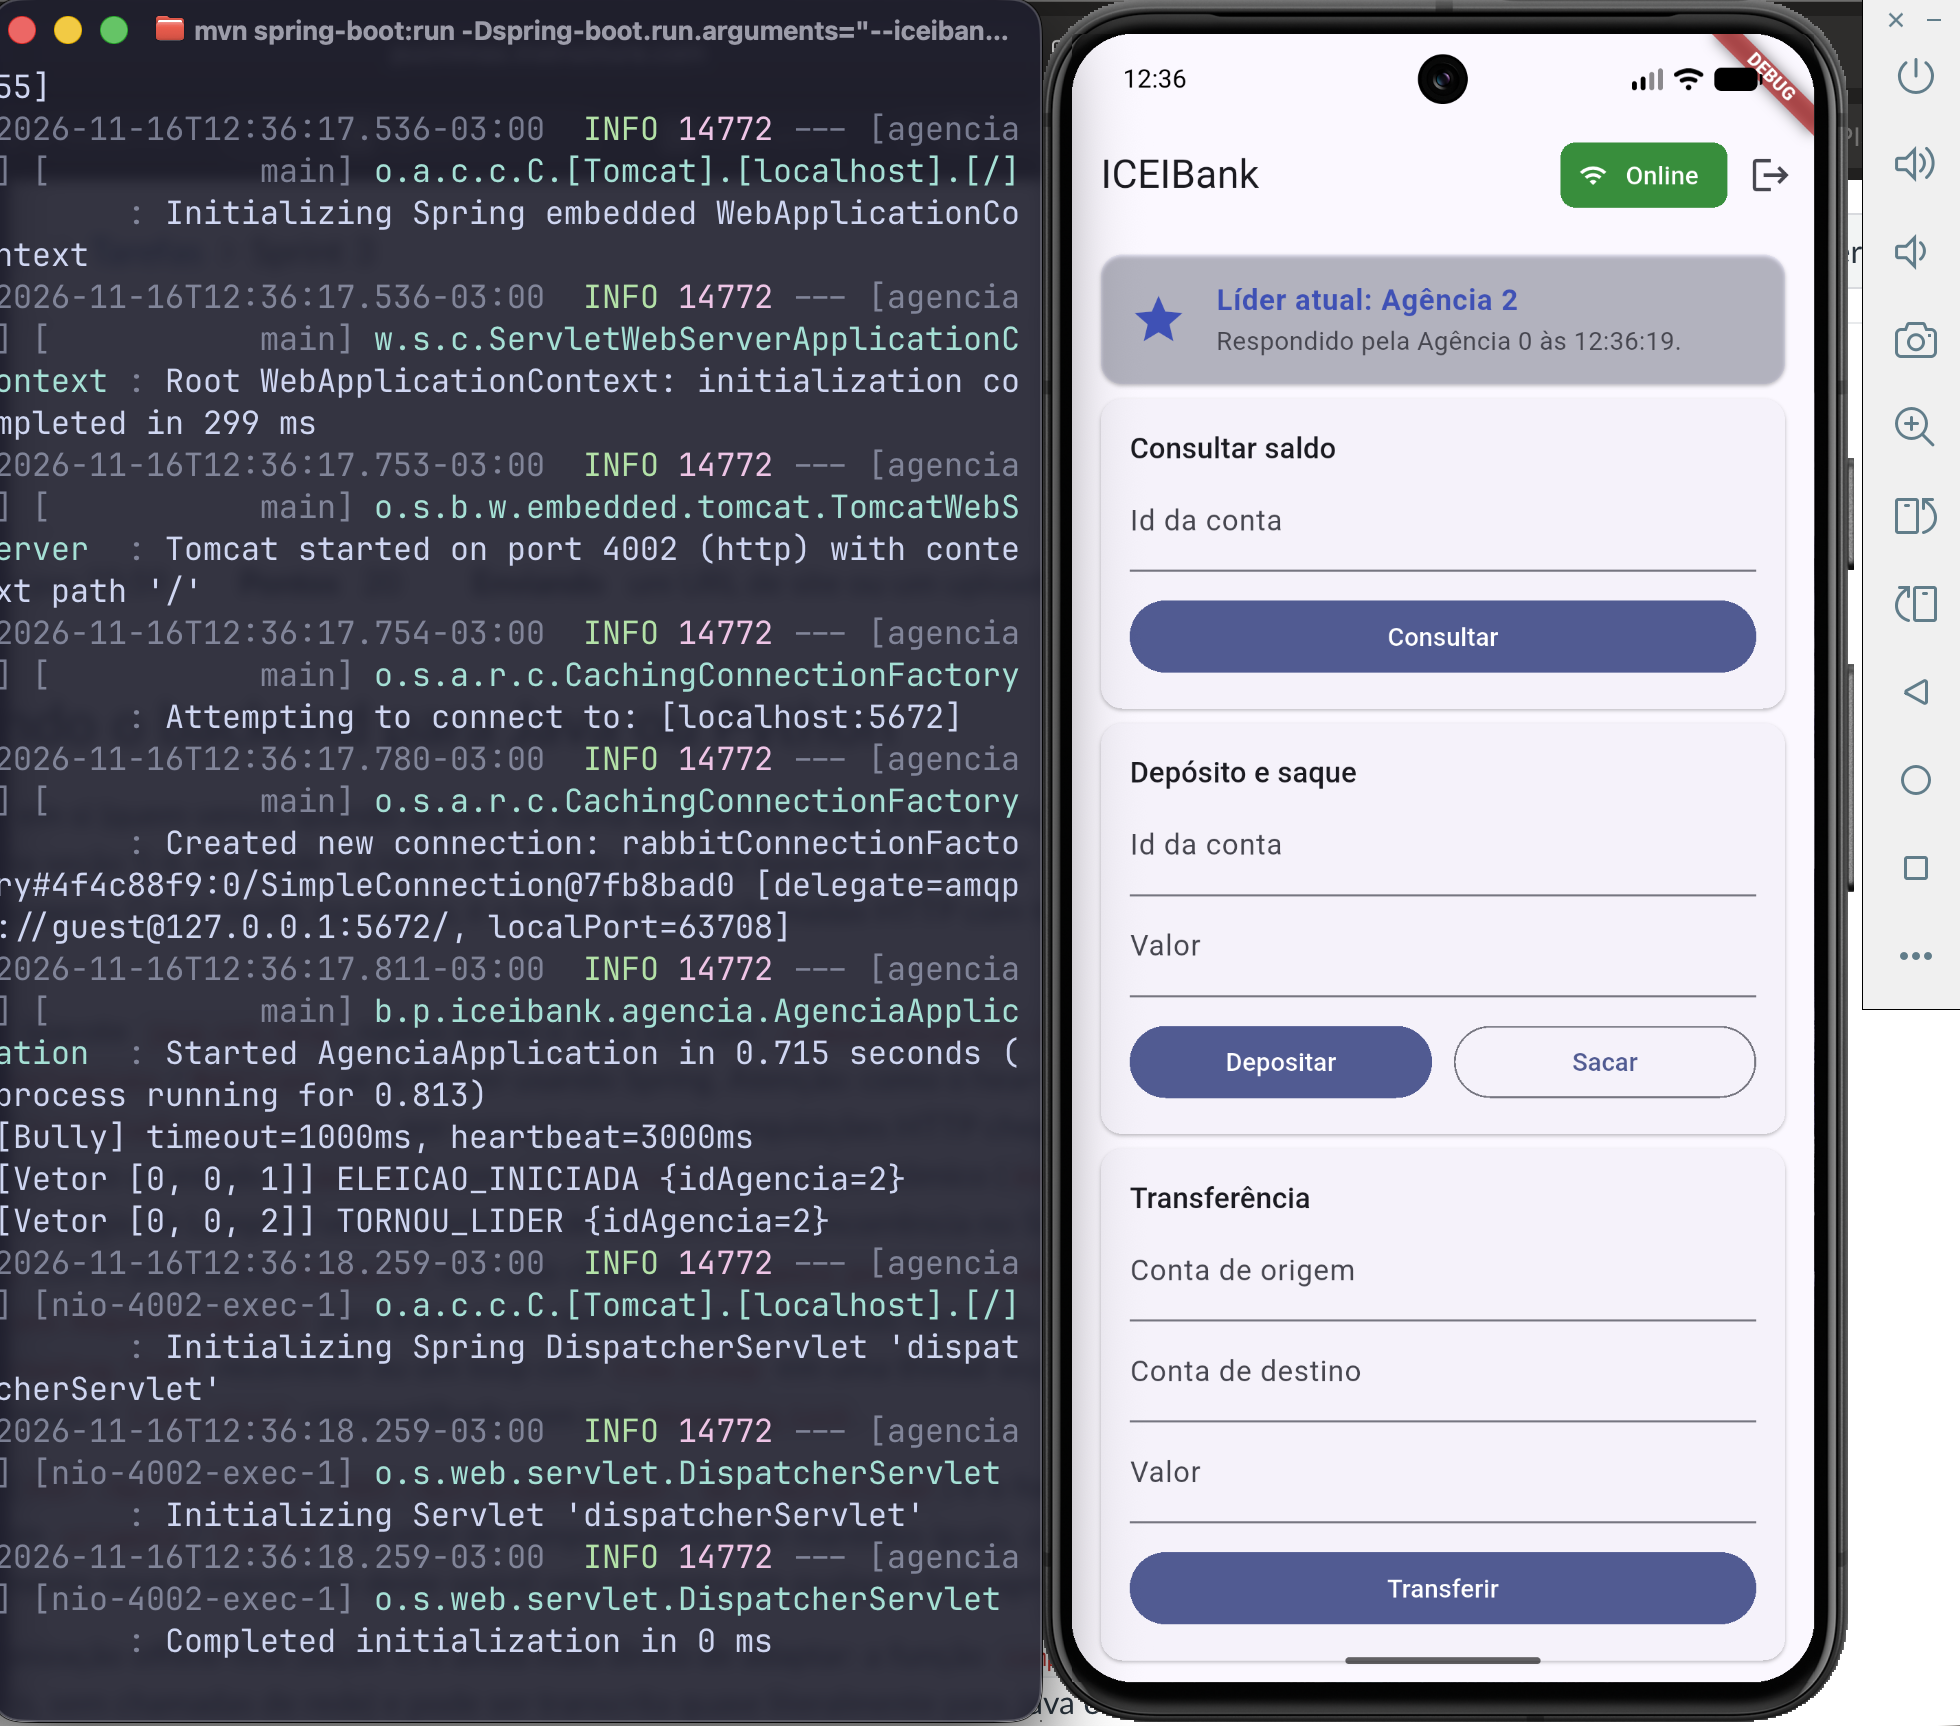 mvn spring-boot:run -Dspring-boot.run.arguments="--iceiban...
55]
2026-11-16T12:36:17.536-03:00  INFO 14772 --- [agencia
] [           main] o.a.c.c.C.[Tomcat].[localhost].[/]
       : Initializing Spring embedded WebApplicationCo
ntext
2026-11-16T12:36:17.536-03:00  INFO 14772 --- [agencia
] [           main] w.s.c.ServletWebServerApplicationC
ontext : Root WebApplicationContext: initialization co
mpleted in 299 ms
2026-11-16T12:36:17.753-03:00  INFO 14772 --- [agencia
] [           main] o.s.b.w.embedded.tomcat.TomcatWebS
erver  : Tomcat started on port 4002 (http) with conte
xt path '/'
2026-11-16T12:36:17.754-03:00  INFO 14772 --- [agencia
] [           main] o.s.a.r.c.CachingConnectionFactory
       : Attempting to connect to: [localhost:5672]
2026-11-16T12:36:17.780-03:00  INFO 14772 --- [agencia
] [           main] o.s.a.r.c.CachingConnectionFactory
       : Created new connection: rabbitConnectionFacto
ry#4f4c88f9:0/SimpleConnection@7fb8bad0 [delegate=amqp
://guest@127.0.0.1:5672/, localPort=63708]
2026-11-16T12:36:17.811-03:00  INFO 14772 --- [agencia
] [           main] b.p.iceibank.agencia.AgenciaApplic
ation  : Started AgenciaApplication in 0.715 seconds (
process running for 0.813)
[Bully] timeout=1000ms, heartbeat=3000ms
[Vetor [0, 0, 1]] ELEICAO_INICIADA {idAgencia=2}
[Vetor [0, 0, 2]] TORNOU_LIDER {idAgencia=2}
2026-11-16T12:36:18.259-03:00  INFO 14772 --- [agencia
] [nio-4002-exec-1] o.a.c.c.C.[Tomcat].[localhost].[/]
       : Initializing Spring DispatcherServlet 'dispat
cherServlet'
2026-11-16T12:36:18.259-03:00  INFO 14772 --- [agencia
] [nio-4002-exec-1] o.s.web.servlet.DispatcherServlet
       : Initializing Servlet 'dispatcherServlet'
2026-11-16T12:36:18.259-03:00  INFO 14772 --- [agencia
] [nio-4002-exec-1] o.s.web.servlet.DispatcherServlet
       : Completed initialization in 0 ms
12:36
DEBUG
ICEIBank
Online
Líder atual: Agência 2
Respondido pela Agência 0 às 12:36:19.
Consultar saldo
Id da conta
Consultar
Depósito e saque
Id da conta
Valor
Depositar
Sacar
Transferência
Conta de origem
Conta de destino
Valor
Transferir